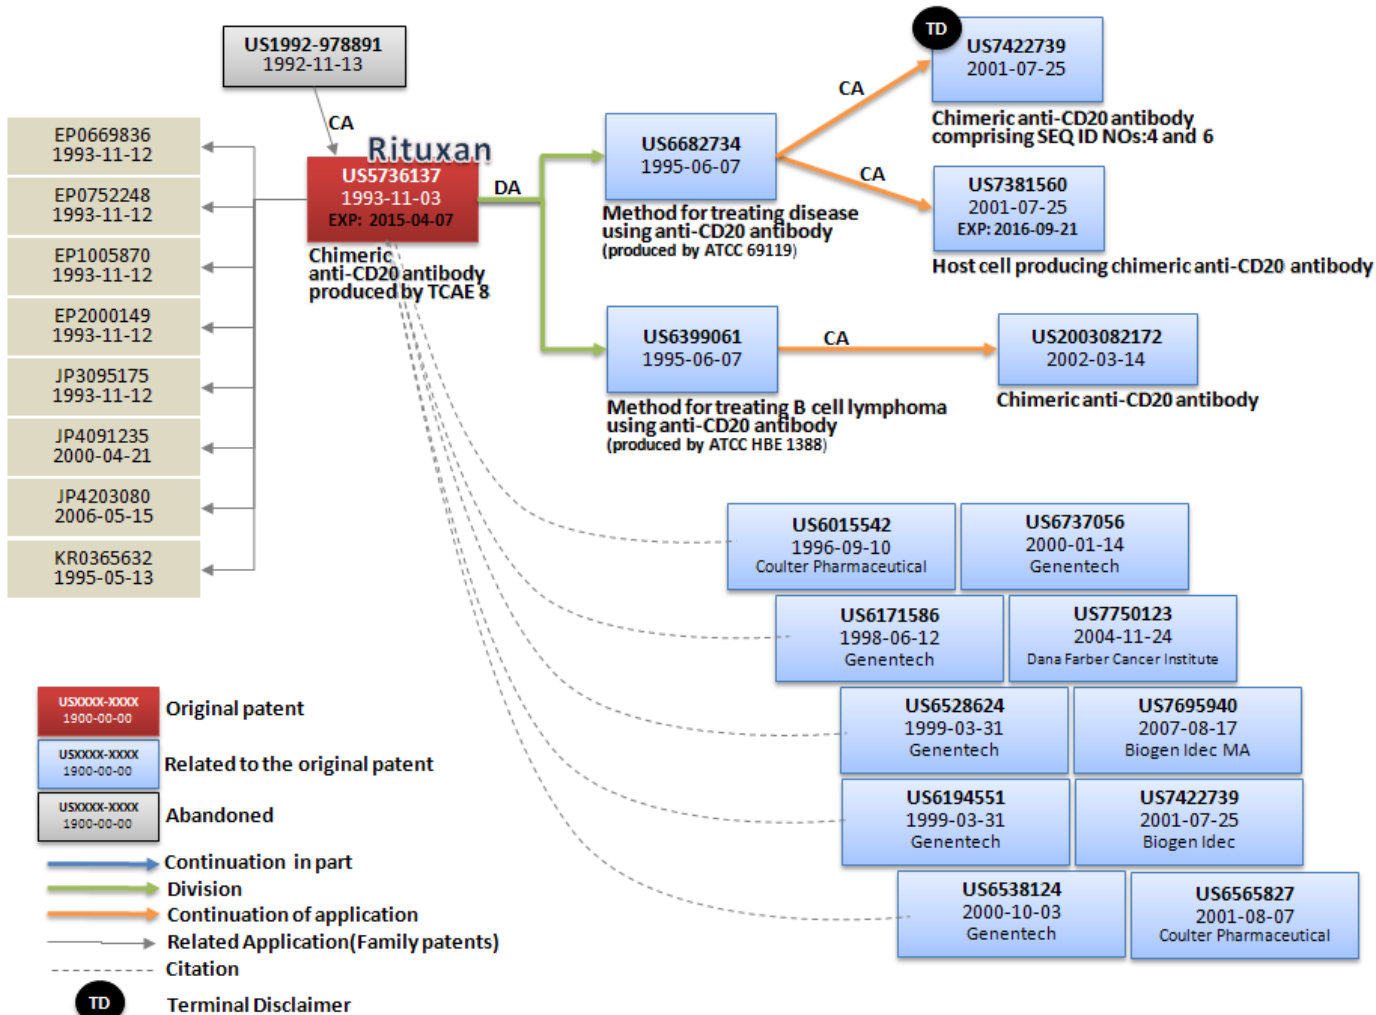 US1992-978891
1992-11-13
CA
Rituxan
US5736137
1993-11-03
EXP: 2015-04-07
Chimeric
anti-CD20 antibody
produced by TCAE 8
DA
EP0669836
1993-11-12
EP0752248
1993-11-12
EP1005870
1993-11-12
EP2000149
1993-11-12
JP3095175
1993-11-12
JP4091235
2000-04-21
JP4203080
2006-05-15
KR0365632
1995-05-13
US6682734
1995-06-07
Method for treating disease
using anti-CD20 antibody
(produced by ATCC 69119)
CA
TD
US7422739
2001-07-25
Chimeric anti-CD20 antibody
comprising SEQ ID NOs:4 and 6
CA
US7381560
2001-07-25
EXP: 2016-09-21
Host cell producing chimeric anti-CD20 antibody
US6399061
1995-06-07
Method for treating B cell lymphoma
using anti-CD20 antibody
(produced by ATCC HBE 1388)
CA
US2003082172
2002-03-14
Chimeric anti-CD20 antibody
US6015542
1996-09-10
Coulter Pharmaceutical
US6737056
2000-01-14
Genentech
US6171586
1998-06-12
Genentech
US7750123
2004-11-24
Dana Farber Cancer Institute
US6528624
1999-03-31
Genentech
US7695940
2007-08-17
Biogen Idec MA
US6194551
1999-03-31
Genentech
US7422739
2001-07-25
Biogen Idec
US6538124
2000-10-03
Genentech
US6565827
2001-08-07
Coulter Pharmaceutical
USXXXX-XXXX
1900-00-00
Original patent
USXXXX-XXXX
1900-00-00
Related to the original patent
USXXXX-XXXX
1900-00-00
Abandoned
Continuation in part
Division
Continuation of application
Related Application(Family patents)
Citation
TD
Terminal Disclaimer